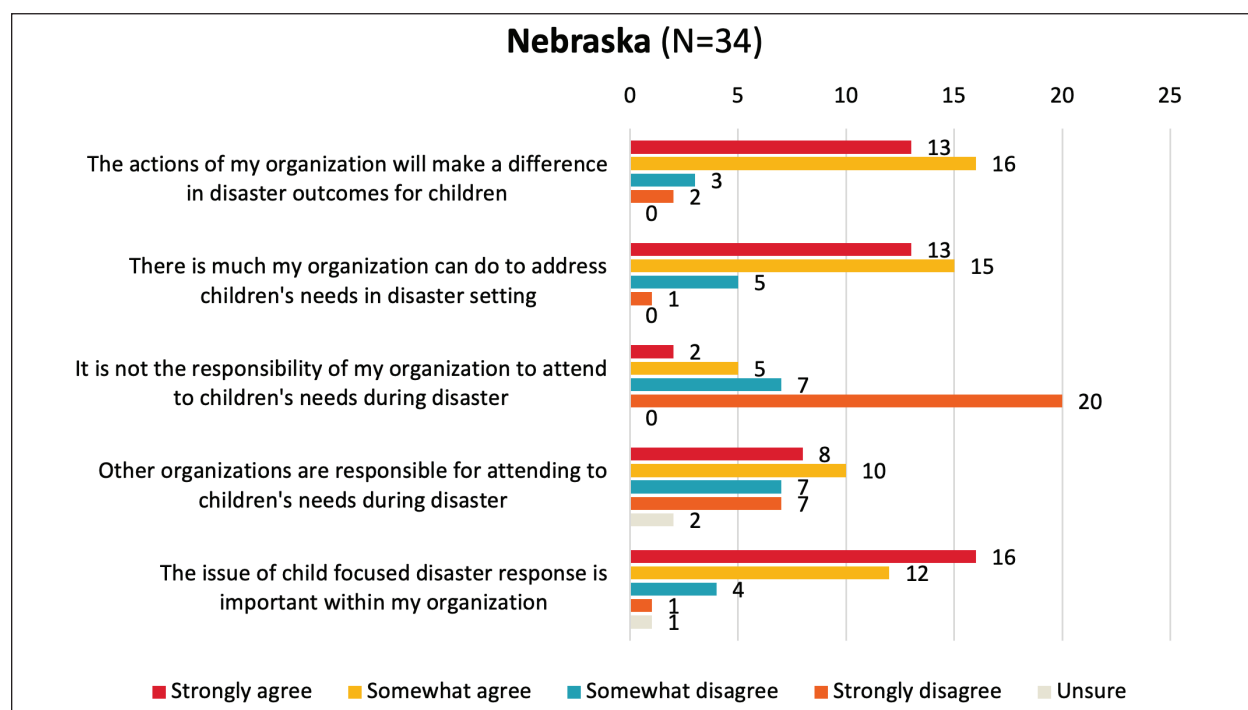 Nebraska (N=34)
0 5 10 15 20 25
The actions of my organization will make a difference
in disaster outcomes for children
13
16
3
2
0
There is much my organization can do to address
children's needs in disaster setting
13
15
5
1
0
It is not the responsibility of my organization to attend
to children's needs during disaster
2
5
7
20
0
Other organizations are responsible for attending to
children's needs during disaster
8
10
7
7
2
The issue of child focused disaster response is
important within my organization
16
12
4
1
1
Strongly agree Somewhat agree Somewhat disagree Strongly disagree Unsure